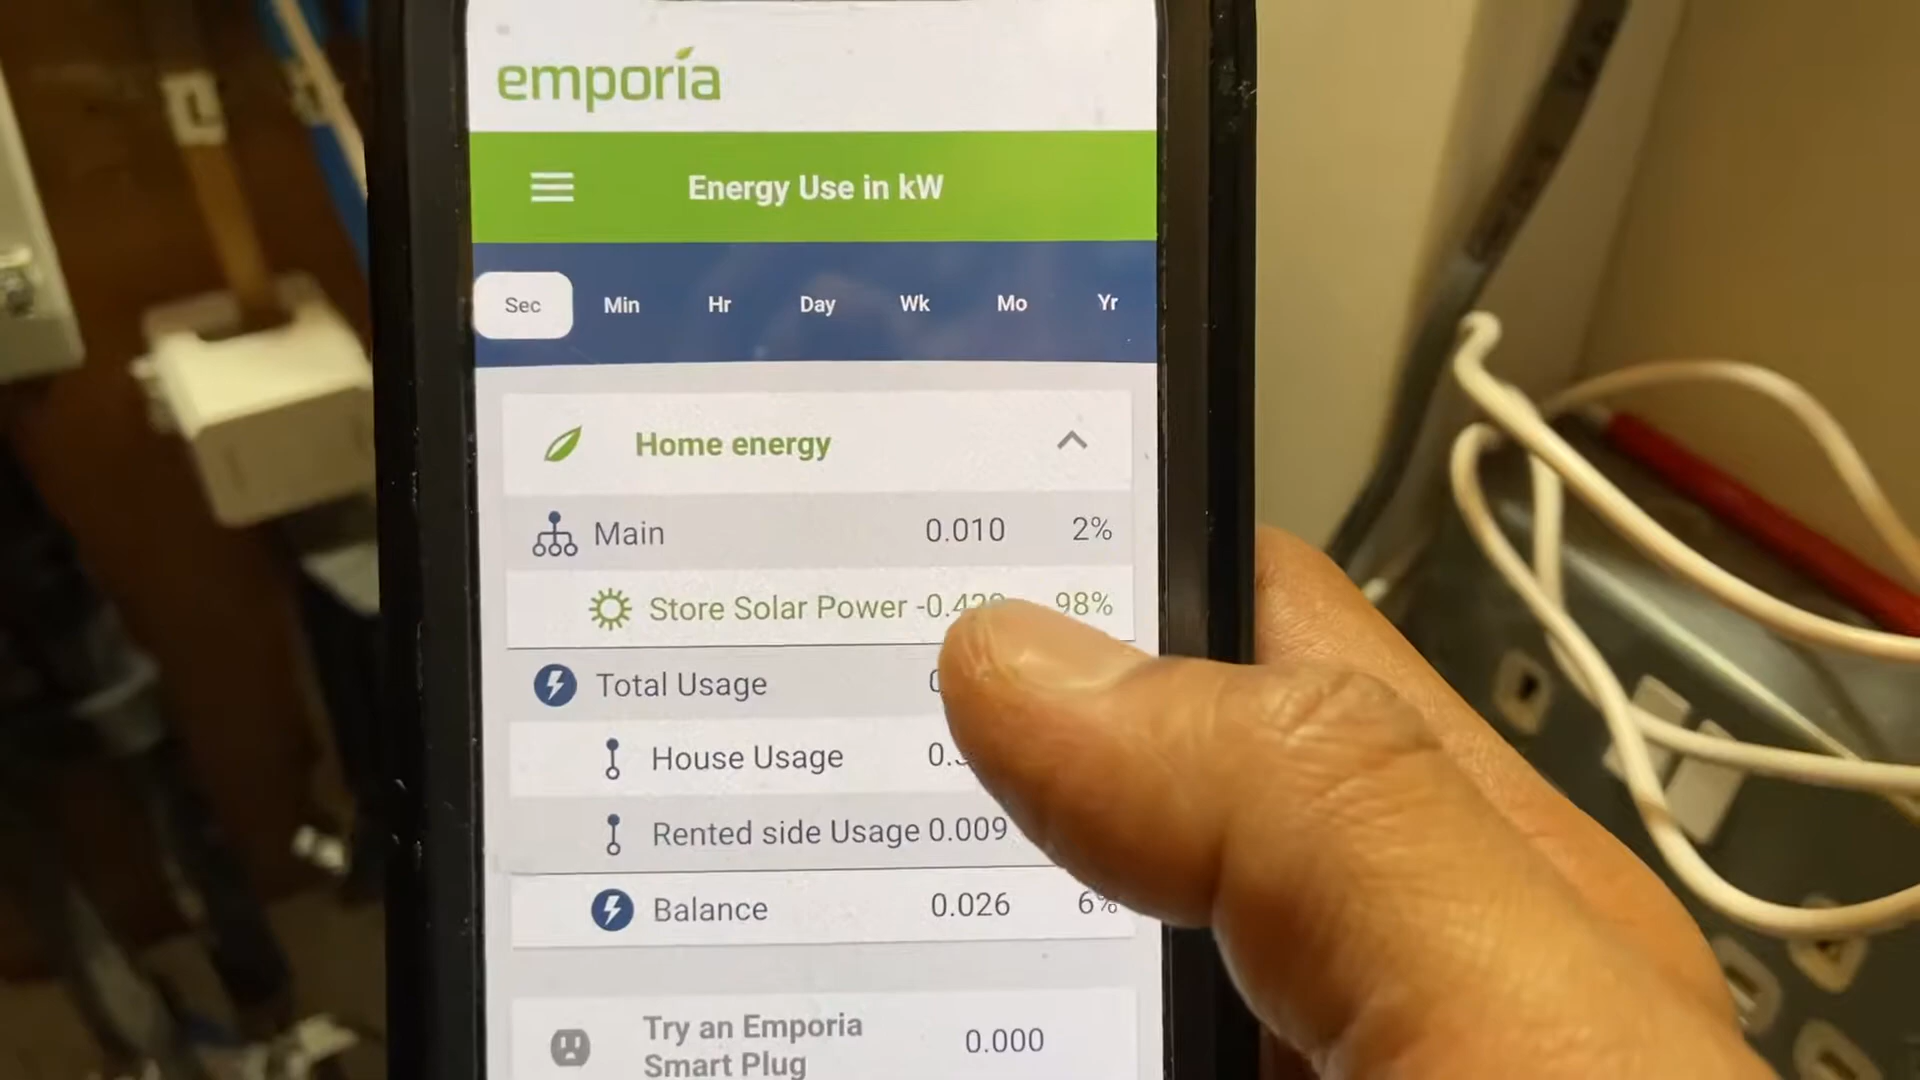 emporia
Energy Use in kW
Sec Min Hr Day Wk Mo Yr
Home energy
Main 0.010 2%
Store Solar Power 98%
Total Usage
House Usage
Rented side Usage 0.009
Balance 0.026 6%
Try an Emporia 0.000
Smart Plug